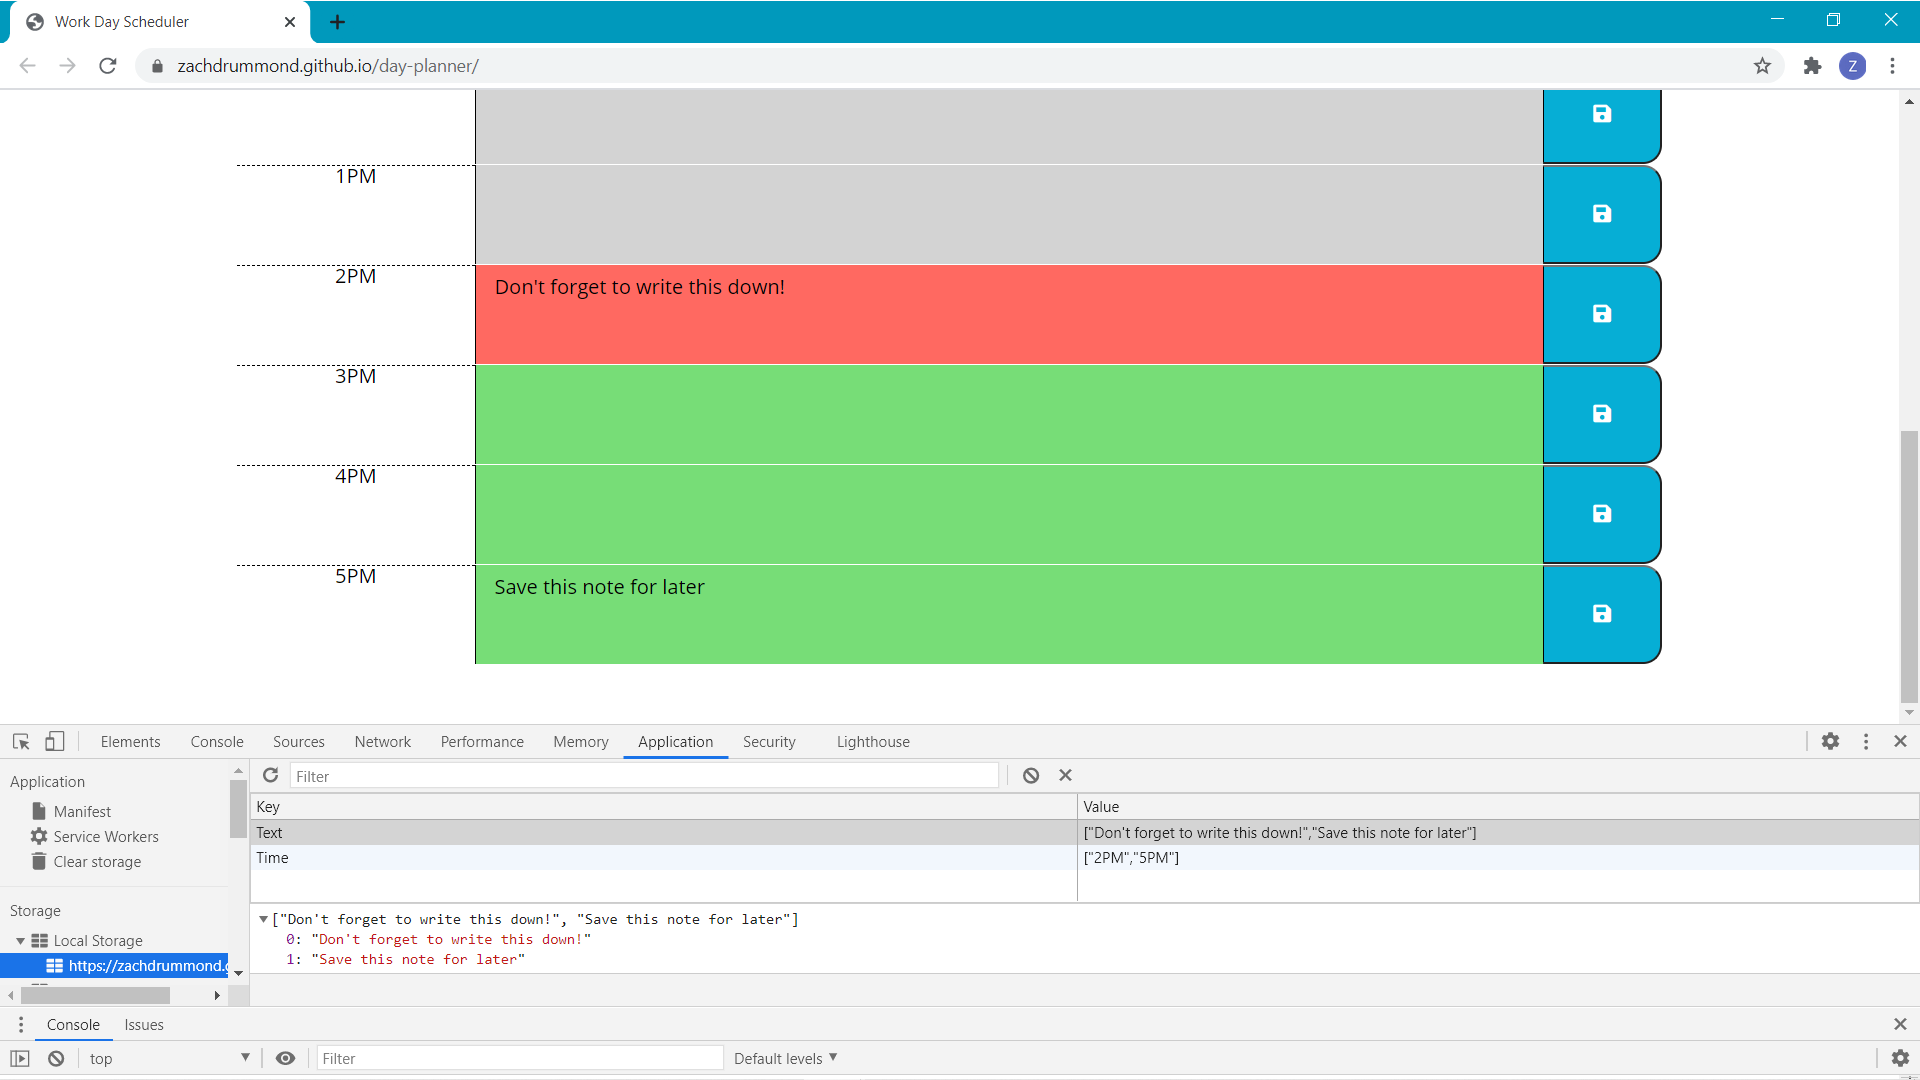 Work Day Scheduler
zachdrummond.github.io/day-planner/
Z
1PM
2PM
Don't forget to write this down!
3PM
4PM
5PM
Save this note for later
Elements Console Sources Network Performance Memory Application Security Lighthouse
Application
Manifest
Service Workers
Clear storage
Storage
Local Storage
https://zachdrummond.g
Filter
Key Value
Text ["Don't forget to write this down!","Save this note for later"]
Time ["2PM","5PM"]
["Don't forget to write this down!", "Save this note for later"]
0: "Don't forget to write this down!"
1: "Save this note for later"
Console Issues
top Filter Default levels